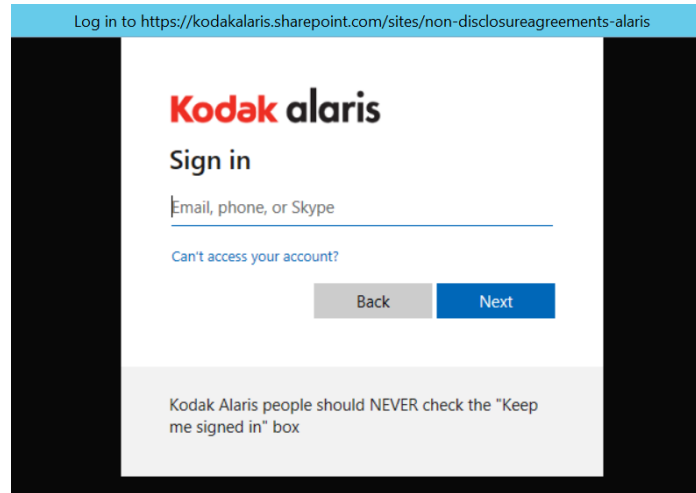 Log in to https://kodakalaris.sharepoint.com/sites/non-disclosureagreements-alaris
Kodak alaris
Sign in
Email, phone, or Skype
Can't access your account?
Back Next
Kodak Alaris people should NEVER check the "Keep
me signed in" box